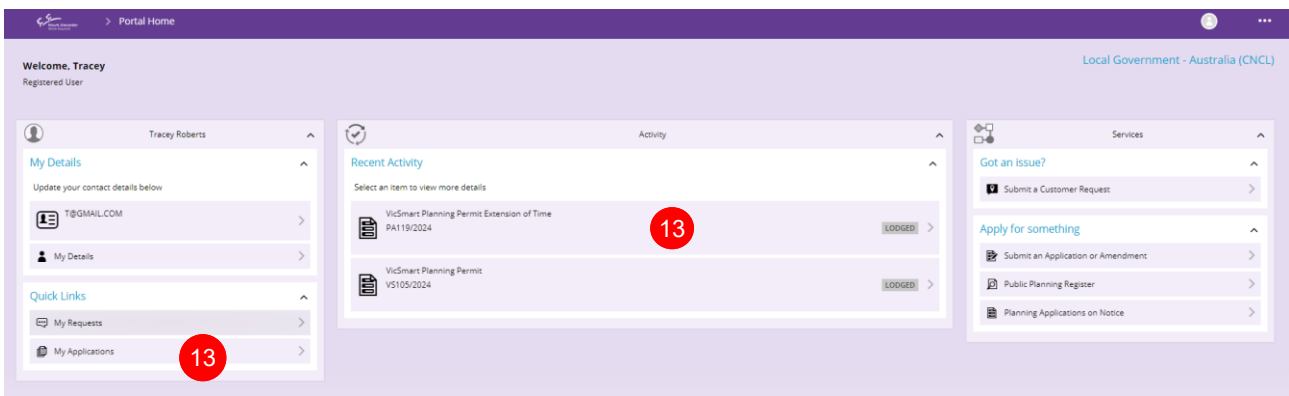 Mount Alexander
Shire Council
> Portal Home
Welcome, Tracey
Registered User
Local Government - Australia (CNCL)
Tracey Roberts
My Details
Update your contact details below
T@GMAIL.COM
My Details
Quick Links
My Requests
My Applications
13
Activity
Recent Activity
Select an item to view more details
VicSmart Planning Permit Extension of Time
PA119/2024
13
LODGED
VicSmart Planning Permit
VS105/2024
LODGED
Services
Got an issue?
Submit a Customer Request
Apply for something
Submit an Application or Amendment
Public Planning Register
Planning Applications on Notice